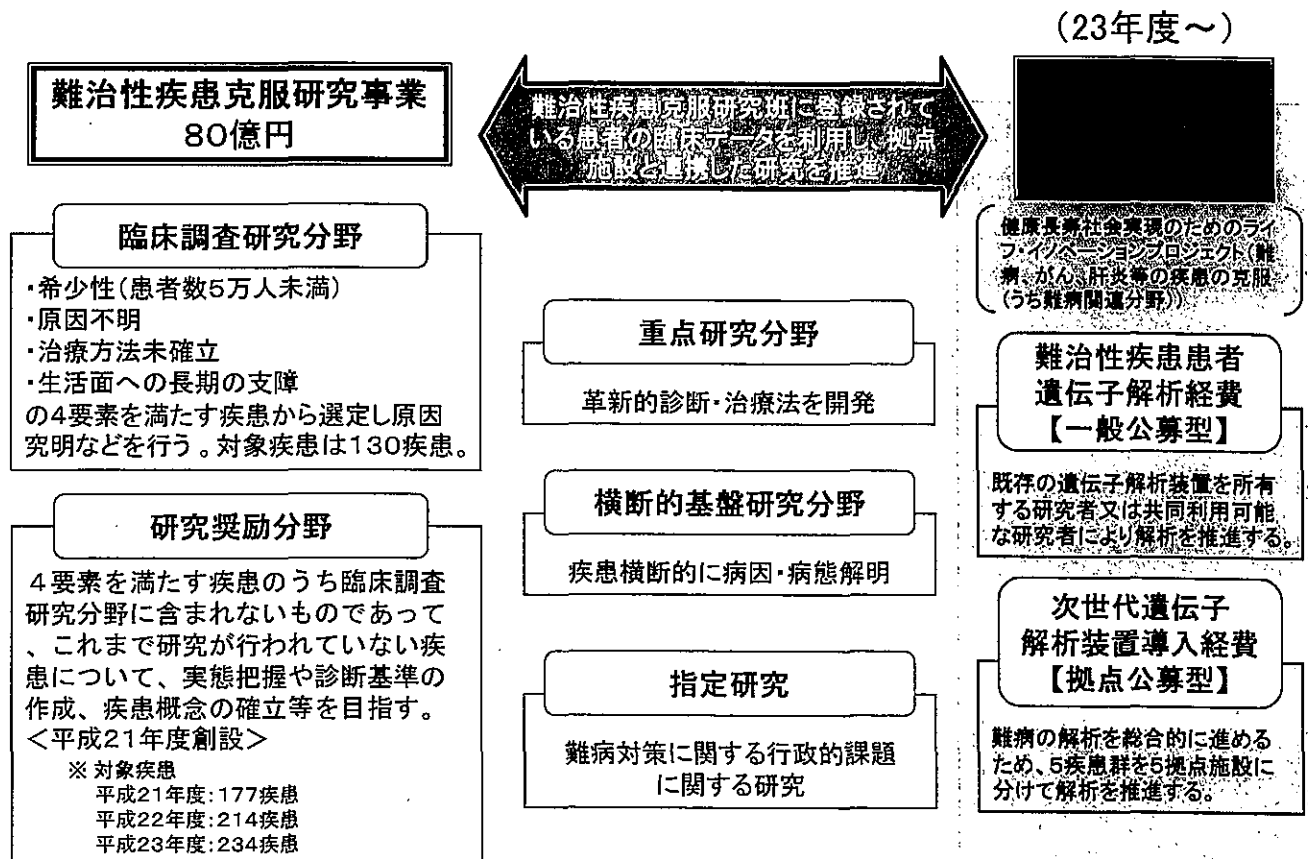 (23年度～)
難治性疾患克服研究事業
80億円
難治性疾患克服研究班に登録されて
いる患者の臨床データを利用し、拠点
施設と連携した研究を推進
健康長寿社会実現のためのライ
フ・イノベーションプロジェクト(難
病、がん、肝炎等の疾患の克服
(うち難病関連分野))
臨床調査研究分野
・希少性(患者数5万人未満)
・原因不明
・治療方法未確立
・生活面への長期の支障
の4要素を満たす疾患から選定し原因
究明などを行う。対象疾患は130疾患。
研究奨励分野
４要素を満たす疾患のうち臨床調査
研究分野に含まれないものであって
、これまで研究が行われていない疾
患について、実態把握や診断基準の
作成、疾患概念の確立等を目指す。
＜平成21年度創設＞
※ 対象疾患
平成21年度:177疾患
平成22年度:214疾患
平成23年度:234疾患
重点研究分野
革新的診断・治療法を開発
横断的基盤研究分野
疾患横断的に病因・病態解明
指定研究
難病対策に関する行政的課題
に関する研究
難治性疾患患者
遺伝子解析経費
【一般公募型】
既存の遺伝子解析装置を所有
する研究者又は共同利用可能
な研究者により解析を推進する。
次世代遺伝子
解析装置導入経費
【拠点公募型】
難病の解析を総合的に進める
ため、5疾患群を5拠点施設に
分けて解析を推進する。